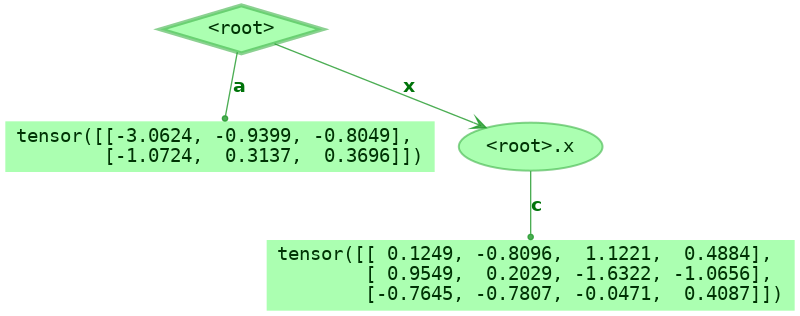 <root>
a
x
tensor([[-3.0624, -0.9399, -0.8049],
        [-1.0724,  0.3137,  0.3696]])
<root>.x
c
tensor([[ 0.1249, -0.8096,  1.1221,  0.4884],
        [ 0.9549,  0.2029, -1.6322, -1.0656],
        [-0.7645, -0.7807, -0.0471,  0.4087]])